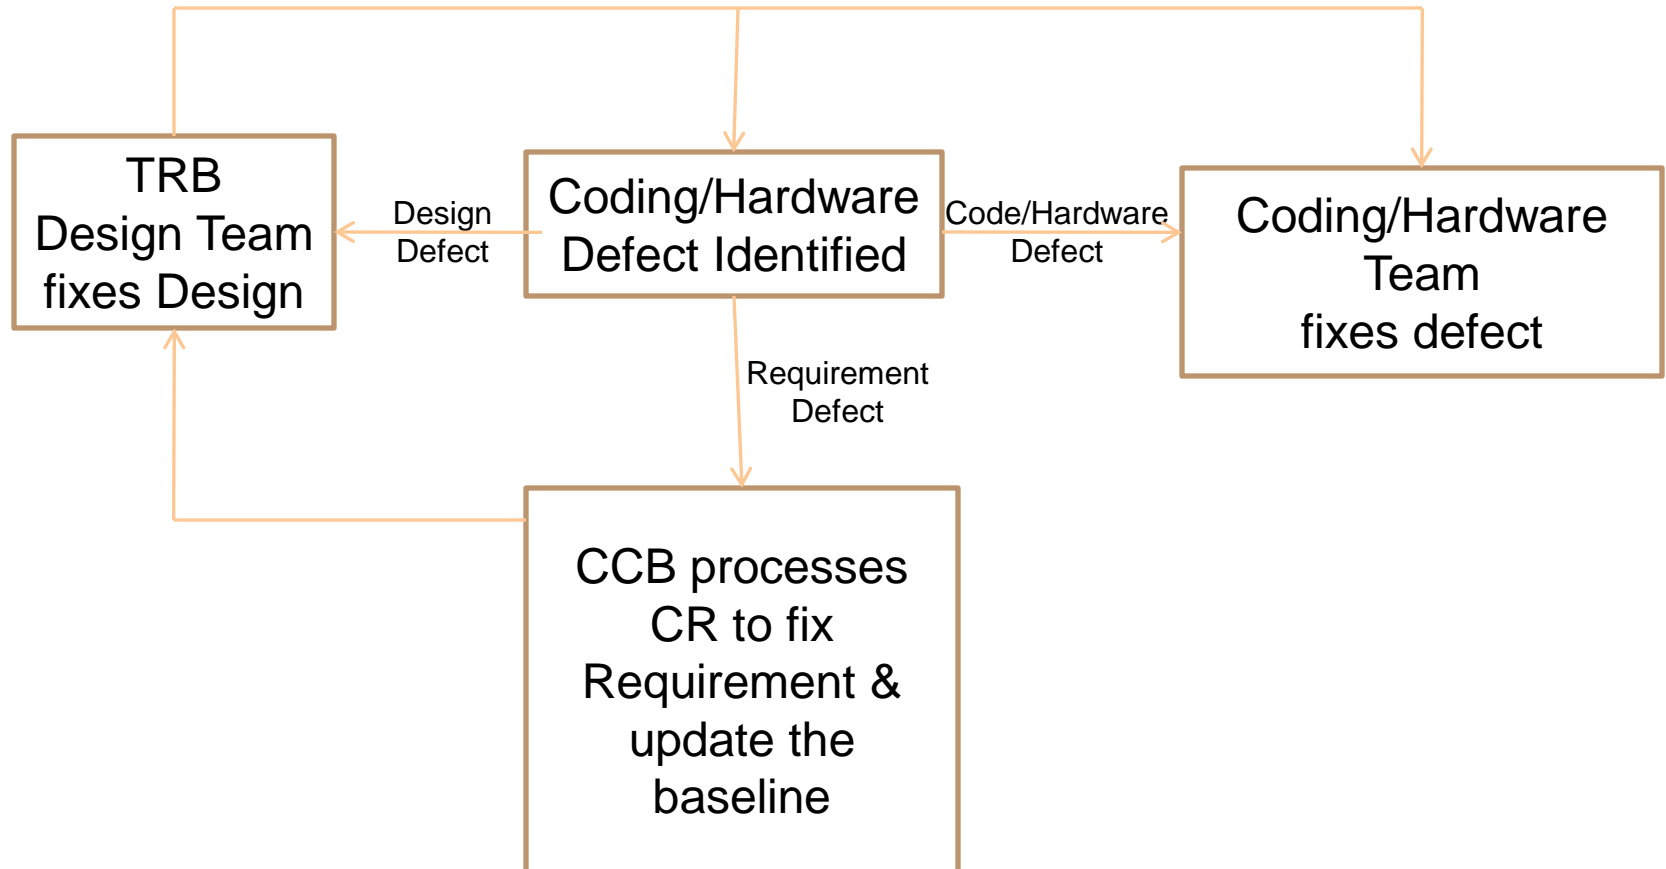 TRB
Design Team
fixes Design
Design
Defect
Coding/Hardware
Defect Identified
Code/Hardware
Defect
Coding/Hardware
Team
fixes defect
Requirement
Defect
CCB processes
CR to fix
Requirement &
update the
baseline